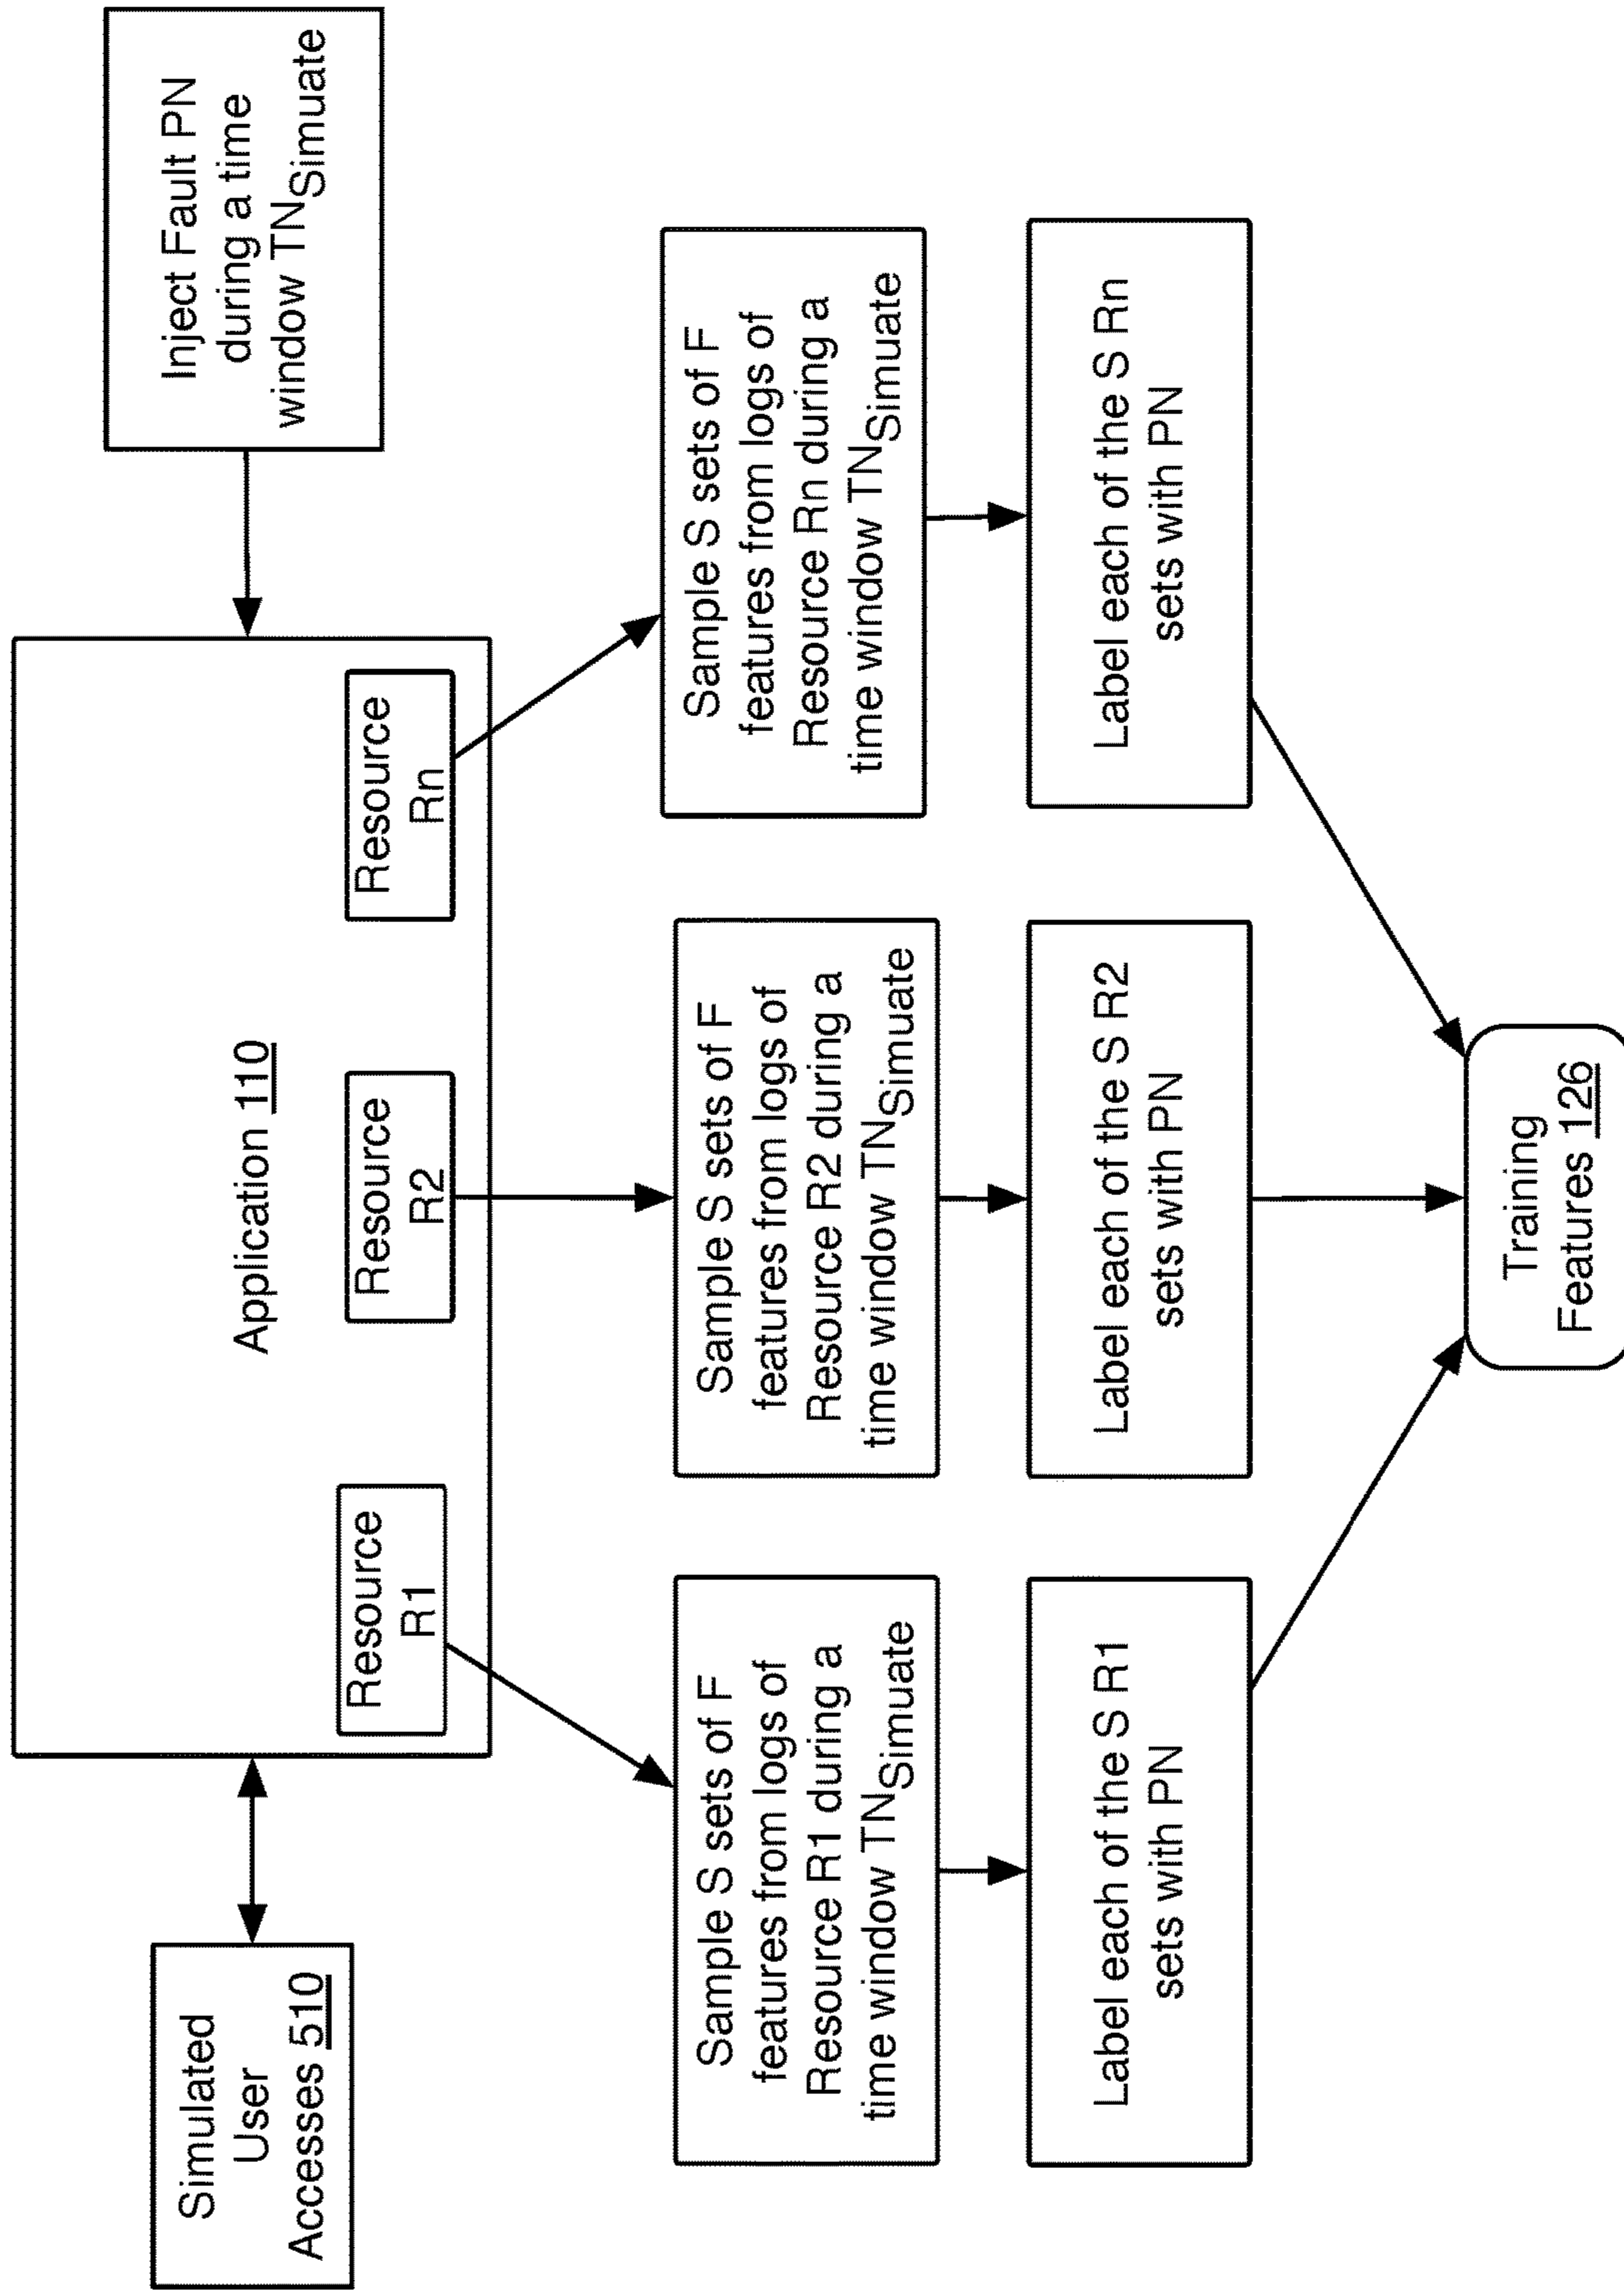 Simulated
User
Accesses 510
Application 110
Resource
R1
Resource
R2
Resource
Rn
Inject Fault PN
during a time
window TNSimuate
Sample S sets of F
features from logs of
Resource R1 during a
time window TNSimuate
Sample S sets of F
features from logs of
Resource R2 during a
time window TNSimuate
Sample S sets of F
features from logs of
Resource Rn during a
time window TNSimuate
Label each of the S R1
sets with PN
Label each of the S R2
sets with PN
Label each of the S Rn
sets with PN
Training
Features 126